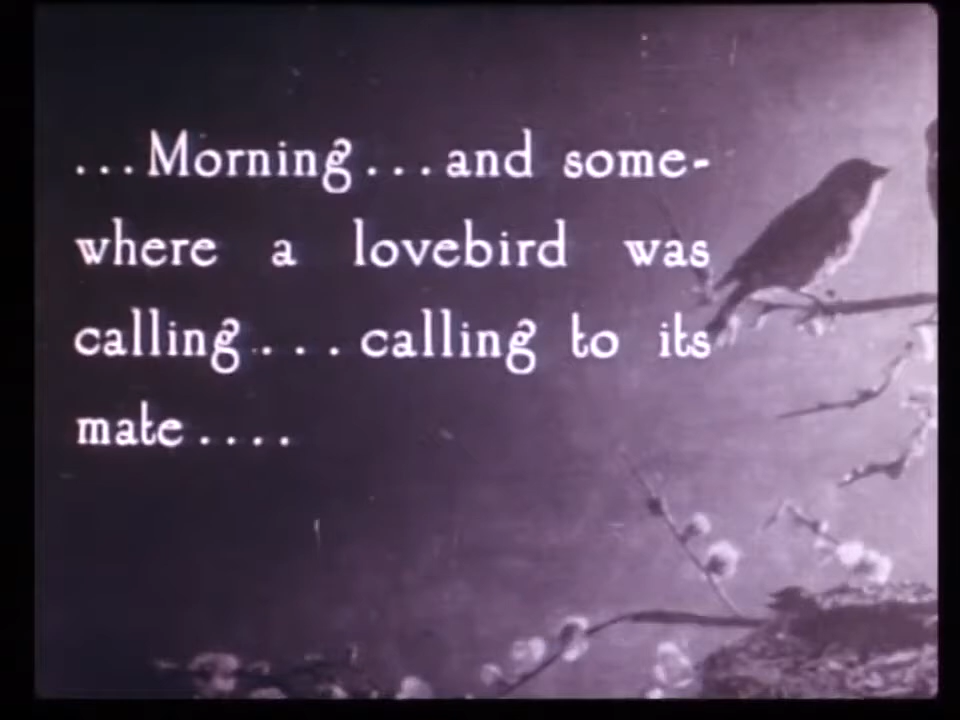 ...Morning...and some-
where a lovebird was
calling....calling to its
mate....